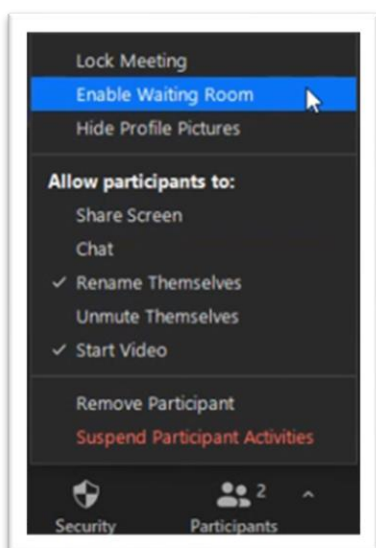 Lock Meeting
Enable Waiting Room
Hide Profile Pictures
Allow participants to:
Share Screen
Chat
✓ Rename Themselves
Unmute Themselves
✓ Start Video
Remove Participant
Suspend Participant Activities
2
Security Participants